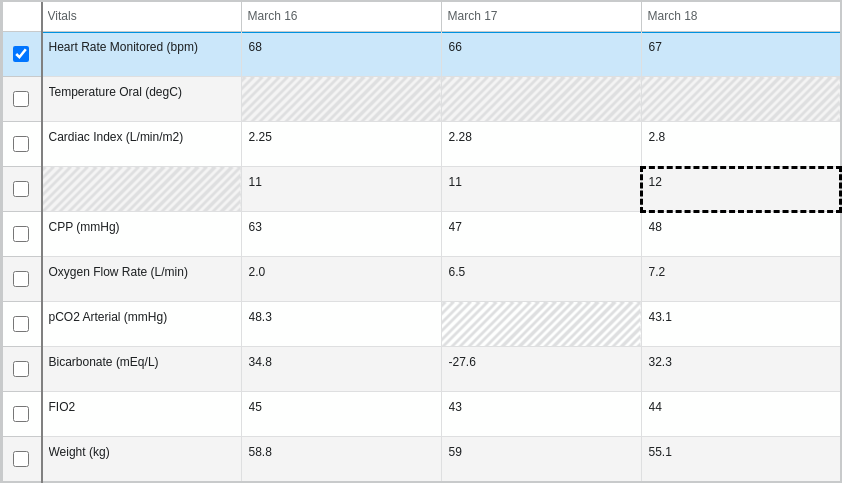 Vitals March 16 March 17 March 18
Heart Rate Monitored (bpm) 68 66 67
Temperature Oral (degC)
Cardiac Index (L/min/m2) 2.25 2.28 2.8
11 11 12
CPP (mmHg) 63 47 48
Oxygen Flow Rate (L/min) 2.0 6.5 7.2
pCO2 Arterial (mmHg) 48.3 43.1
Bicarbonate (mEq/L) 34.8 -27.6 32.3
FIO2 45 43 44
Weight (kg) 58.8 59 55.1